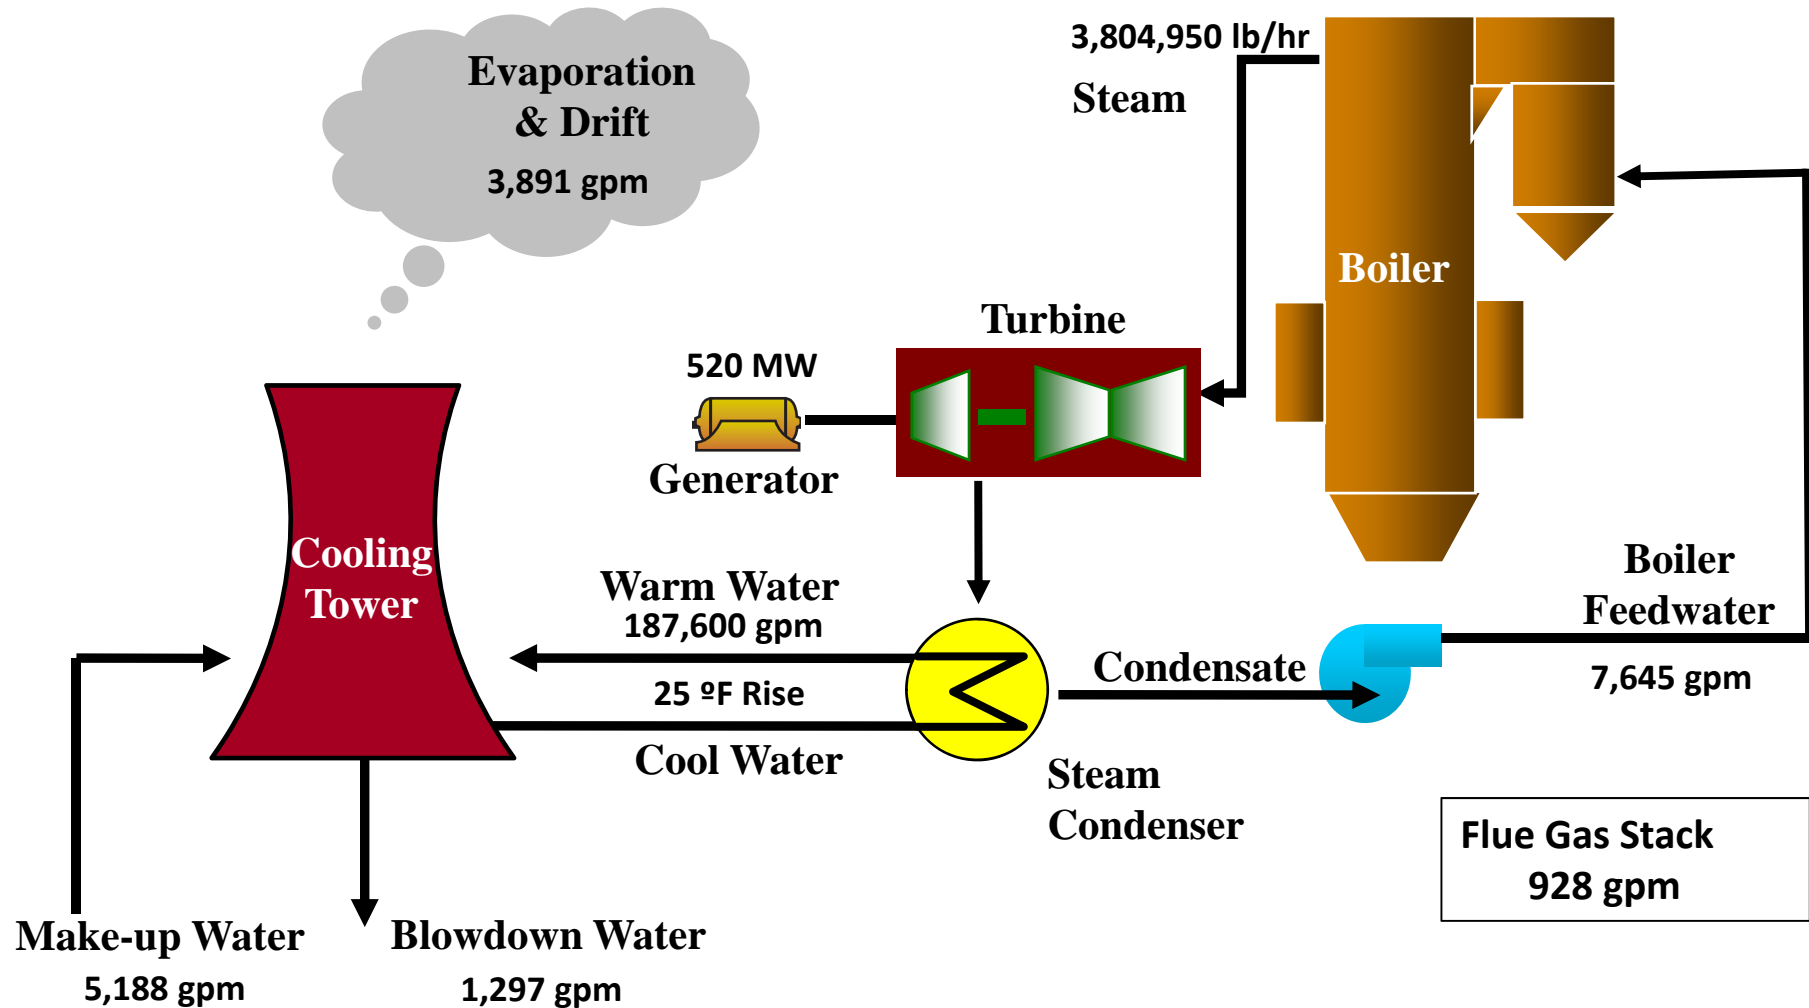 3,804,950 lb/hr
Steam
Evaporation
& Drift
3,891 gpm
Boiler
Turbine
520 MW
Generator
Cooling
Tower
Warm Water
187,600 gpm
25 ºF Rise
Cool Water
Condensate
Boiler
Feedwater
7,645 gpm
Steam
Condenser
Flue Gas Stack
928 gpm
Make-up Water
5,188 gpm
Blowdown Water
1,297 gpm